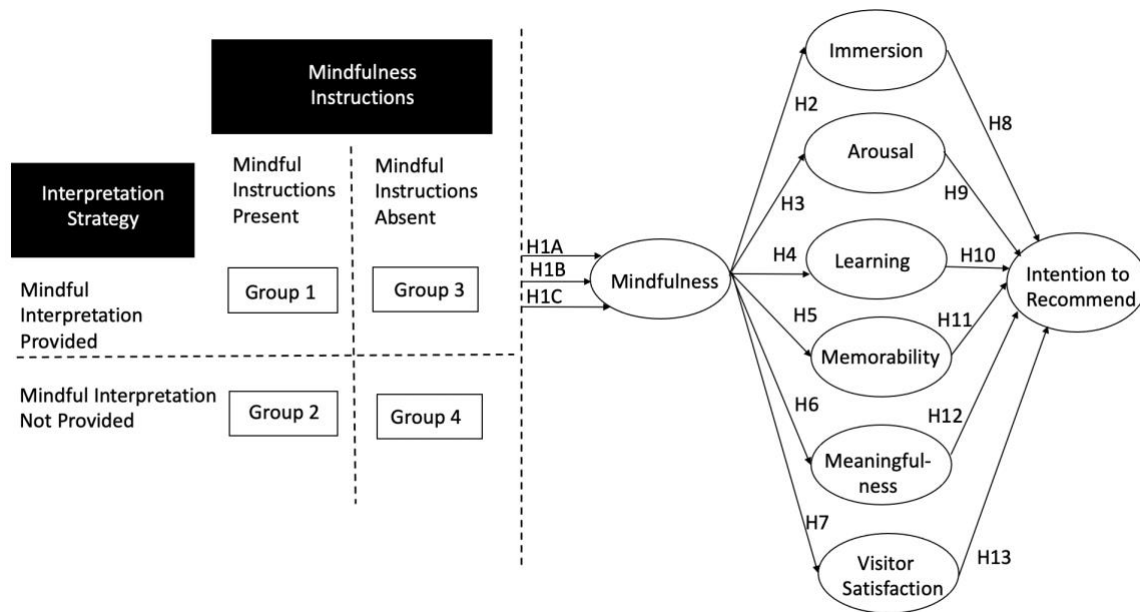 Mindfulness
Instructions
Interpretation
Strategy
Mindful
Instructions
Present
Mindful
Instructions
Absent
Mindful
Interpretation
Provided
Group 1
Group 3
Mindful Interpretation
Not Provided
Group 2
Group 4
H1A
H1B
H1C
Mindfulness
H2
H3
H4
H5
H6
H7
Immersion
Arousal
Learning
Memorability
Meaningful-
ness
Visitor
Satisfaction
H8
H9
H10
H11
H12
H13
Intention to
Recommend